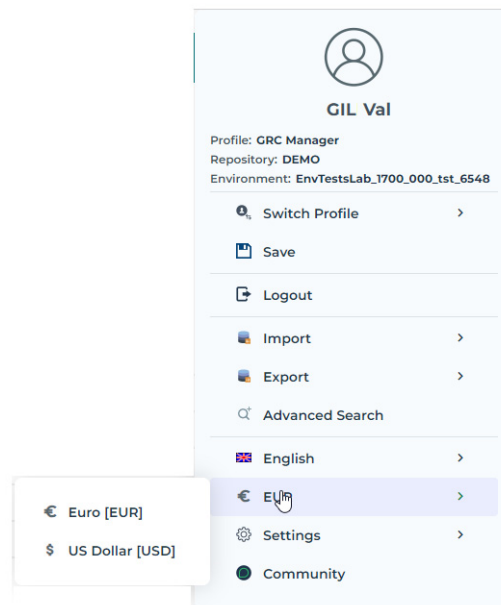 GIL Val
Profile: GRC Manager
Repository: DEMO
Environment: EnvTestsLab_1700_000_tst_6548
Switch Profile
Save
Logout
Import
Export
Advanced Search
English
Euro [EUR]
US Dollar [USD]
Settings
Community